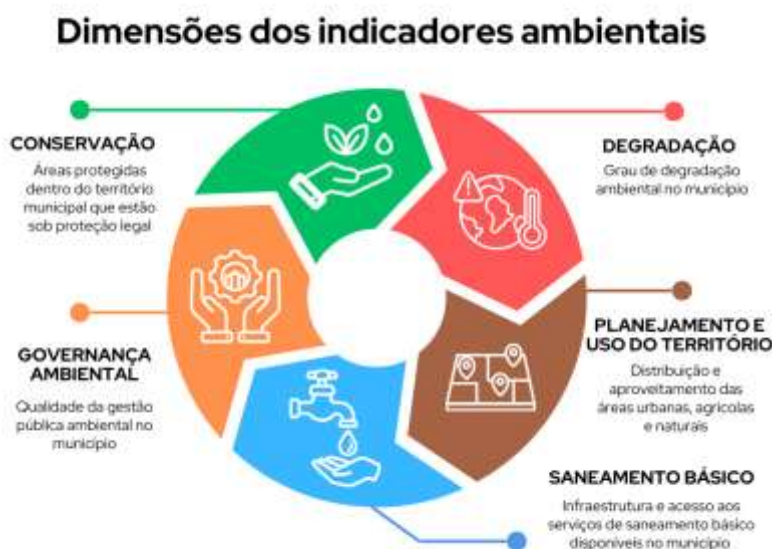 Dimensões dos indicadores ambientais
CONSERVAÇÃO
Áreas protegidas
dentro do território
municipal que estão
sob proteção legal
DEGRADAÇÃO
Grau de degradação
ambiental no município
PLANEJAMENTO E
USO DO TERRITÓRIO
Distribuição e
aproveitamento das
áreas urbanas, agrícolas
e naturais
SANEAMENTO BÁSICO
Infraestrutura e acesso aos
serviços de saneamento básico
disponíveis no município
GOVERNANÇA
AMBIENTAL
Qualidade da gestão
pública ambiental no
município